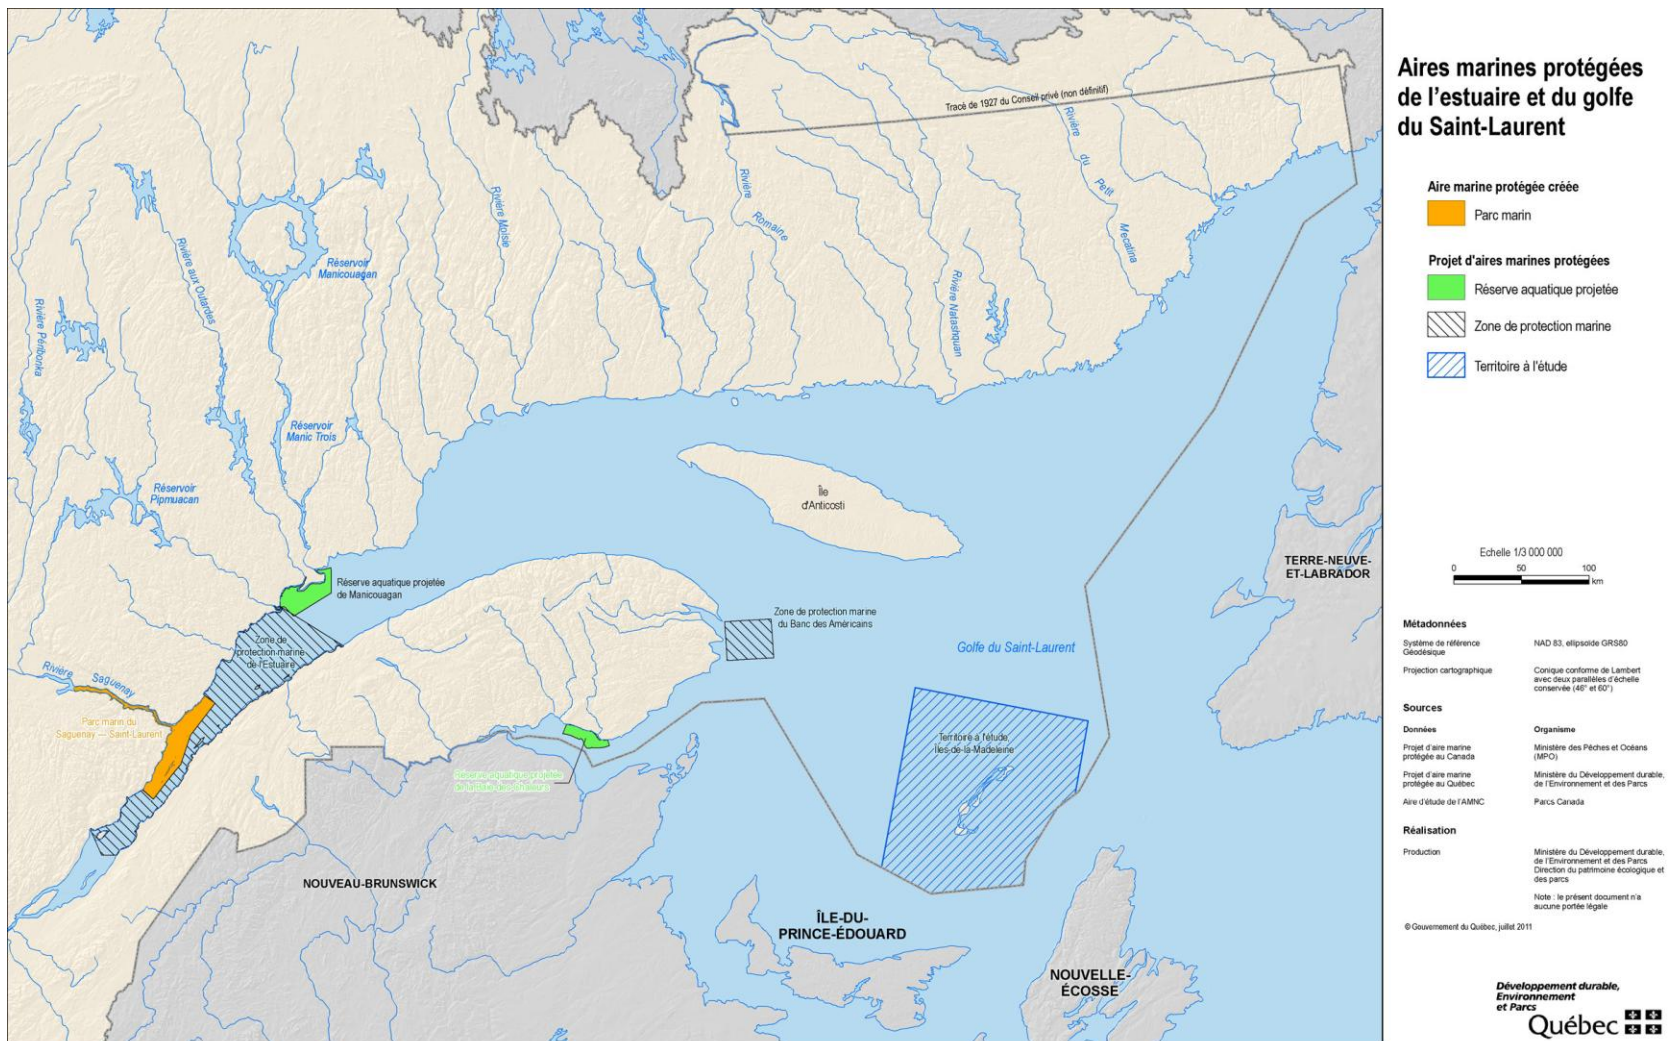 Aires marines protégées
de l'estuaire et du golfe
du Saint-Laurent
Aire marine protégée créée
Parc marin
Projet d'aires marines protégées
Réserve aquatique projetée
Zone de protection marine
Territoire à l'étude
Echelle 1/3 000 000
0 50 100
km
Métadonnées
Système de référence
Géodésique
NAD 83, ellipsoïde GRS80
Projection cartographique
Conique conforme de Lambert
avec deux parallèles d'échelle
conservée (46° et 60°)
Sources
Données
Organisme
Projet d'aire marine
protégée au Canada
Ministère des Pêches et Océans
(MPO)
Projet d'aire marine
protégée au Québec
Ministère du Développement durable,
de l'Environnement et des Parcs
Aire d'étude de l'AMNC
Parcs Canada
Réalisation
Production
Ministère du Développement durable,
de l'Environnement et des Parcs
Direction du patrimoine écologique et
des parcs
Note : le présent document n'a
aucune portée légale
© Gouvernement du Québec, juillet 2011
Développement durable,
Environnement
et Parcs
Québec
Tracé de 1927 du Conseil privé (non définitif)
Rivière du Petit Mecatina
Rivière Romaine
Rivière Moisie
Rivière Natashquan
Rivière aux Outardes
Rivière Péribonka
Réservoir
Manicouagan
Réservoir
Manic Trois
Réservoir
Pipmuacan
Île
d'Anticosti
TERRE-NEUVE-
ET-LABRADOR
Réserve aquatique projetée
de Manicouagan
Zone de protection marine
du Banc des Américains
Zone de
protection marine
de l'Estuaire
Golfe du Saint-Laurent
Rivière Saguenay
Parc marin du
Saguenay — Saint-Laurent
Territoire à l'étude,
Îles-de-la-Madeleine
Réserve aquatique projetée
de la Baie des Chaleurs
NOUVEAU-BRUNSWICK
ÎLE-DU-
PRINCE-ÉDOUARD
NOUVELLE-
ÉCOSSE